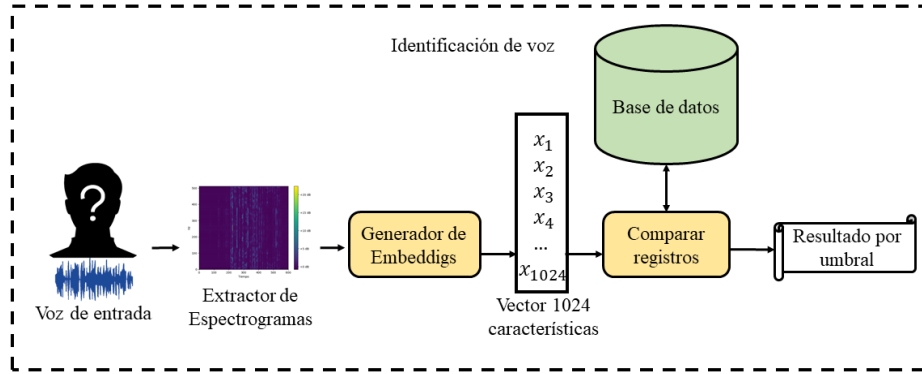 Identificación de voz
Base de datos
?
x₁
x₂
x₃
x₄
...
x₁₀₂₄
Generador de
Embeddigs
Comparar
registros
Resultado por
umbral
Voz de entrada
Extractor de
Espectrogramas
Vector 1024
características